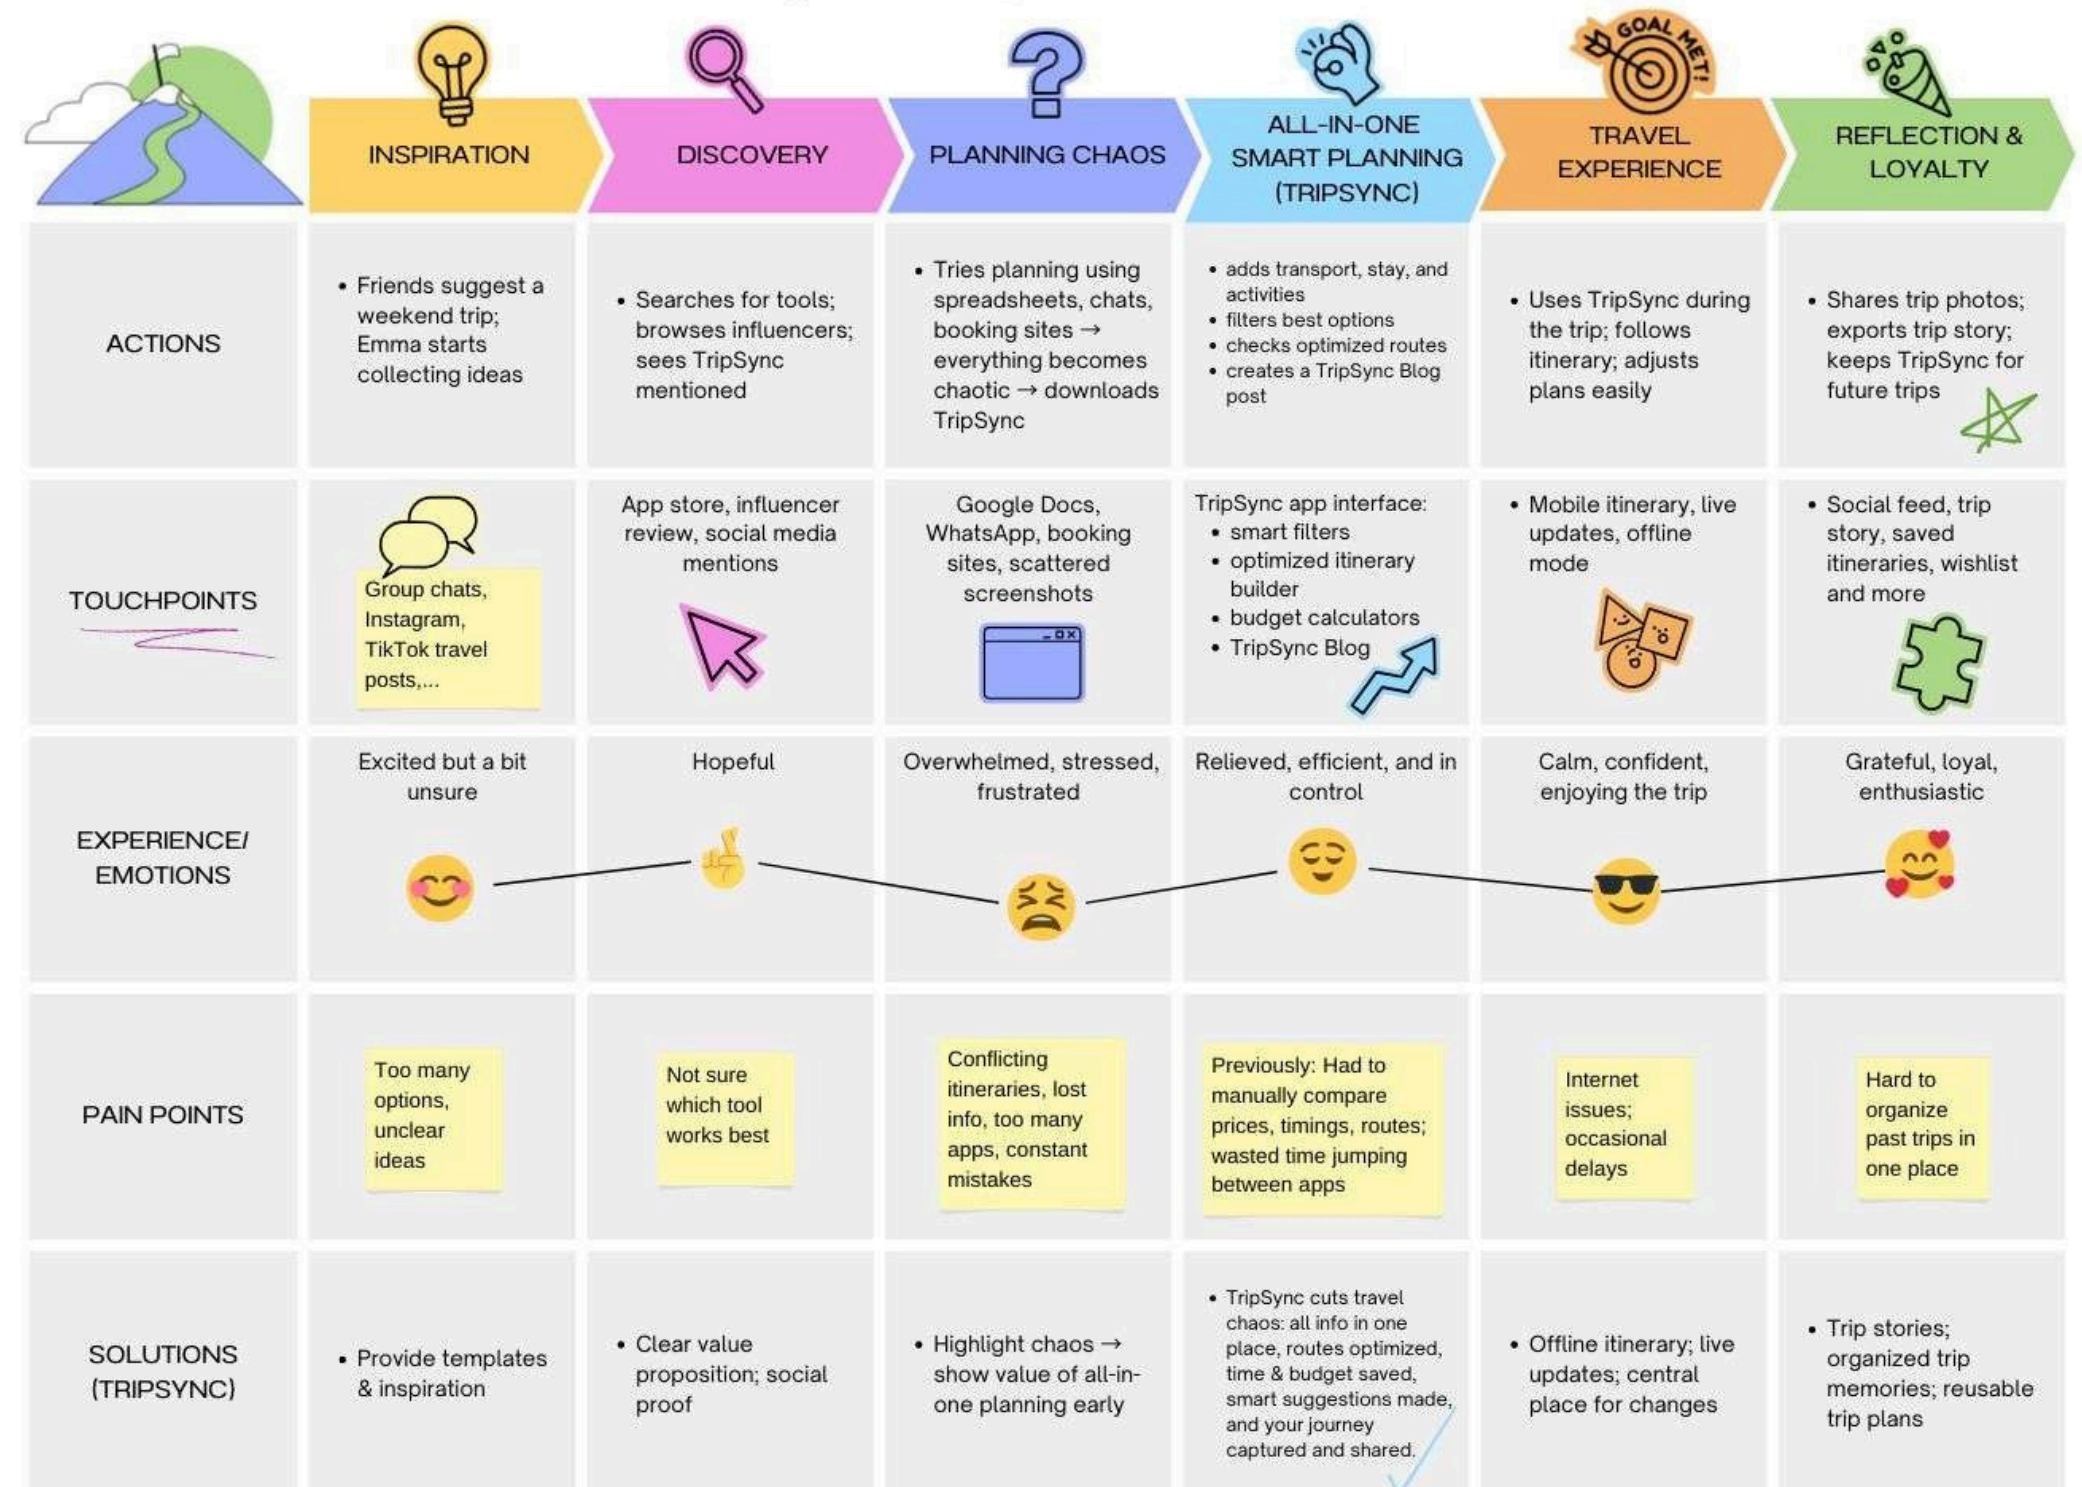 GOAL MET!
INSPIRATION
DISCOVERY
PLANNING CHAOS
ALL-IN-ONE
SMART PLANNING
(TRIPSYNC)
TRAVEL
EXPERIENCE
REFLECTION &
LOYALTY
ACTIONS
• Friends suggest a
weekend trip;
Emma starts
collecting ideas
• Searches for tools;
browses influencers;
sees TripSync
mentioned
• Tries planning using
spreadsheets, chats,
booking sites →
everything becomes
chaotic → downloads
TripSync
• adds transport, stay, and
activities
• filters best options
• checks optimized routes
• creates a TripSync Blog
post
• Uses TripSync during
the trip; follows
itinerary; adjusts
plans easily
• Shares trip photos;
exports trip story;
keeps TripSync for
future trips
TOUCHPOINTS
Group chats,
Instagram,
TikTok travel
posts,...
App store, influencer
review, social media
mentions
Google Docs,
WhatsApp, booking
sites, scattered
screenshots
TripSync app interface:
• smart filters
• optimized itinerary
builder
• budget calculators
• TripSync Blog
• Mobile itinerary, live
updates, offline
mode
• Social feed, trip
story, saved
itineraries, wishlist
and more
EXPERIENCE/
EMOTIONS
Excited but a bit
unsure
Hopeful
Overwhelmed, stressed,
frustrated
Relieved, efficient, and in
control
Calm, confident,
enjoying the trip
Grateful, loyal,
enthusiastic
PAIN POINTS
Too many
options,
unclear
ideas
Not sure
which tool
works best
Conflicting
itineraries, lost
info, too many
apps, constant
mistakes
Previously: Had to
manually compare
prices, timings, routes;
wasted time jumping
between apps
Internet
issues;
occasional
delays
Hard to
organize
past trips in
one place
SOLUTIONS
(TRIPSYNC)
• Provide templates
& inspiration
• Clear value
proposition; social
proof
• Highlight chaos →
show value of all-in-
one planning early
• TripSync cuts travel
chaos: all info in one
place, routes optimized,
time & budget saved,
smart suggestions made,
and your journey
captured and shared.
• Offline itinerary; live
updates; central
place for changes
• Trip stories;
organized trip
memories; reusable
trip plans